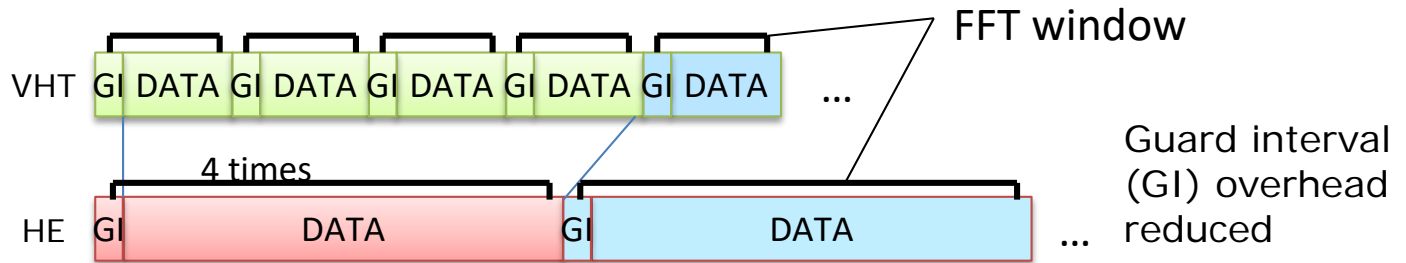 FFT window
VHT GI DATA GI DATA GI DATA GI DATA GI DATA ...
4 times
HE GI DATA GI DATA ...
Guard interval
(GI) overhead
reduced